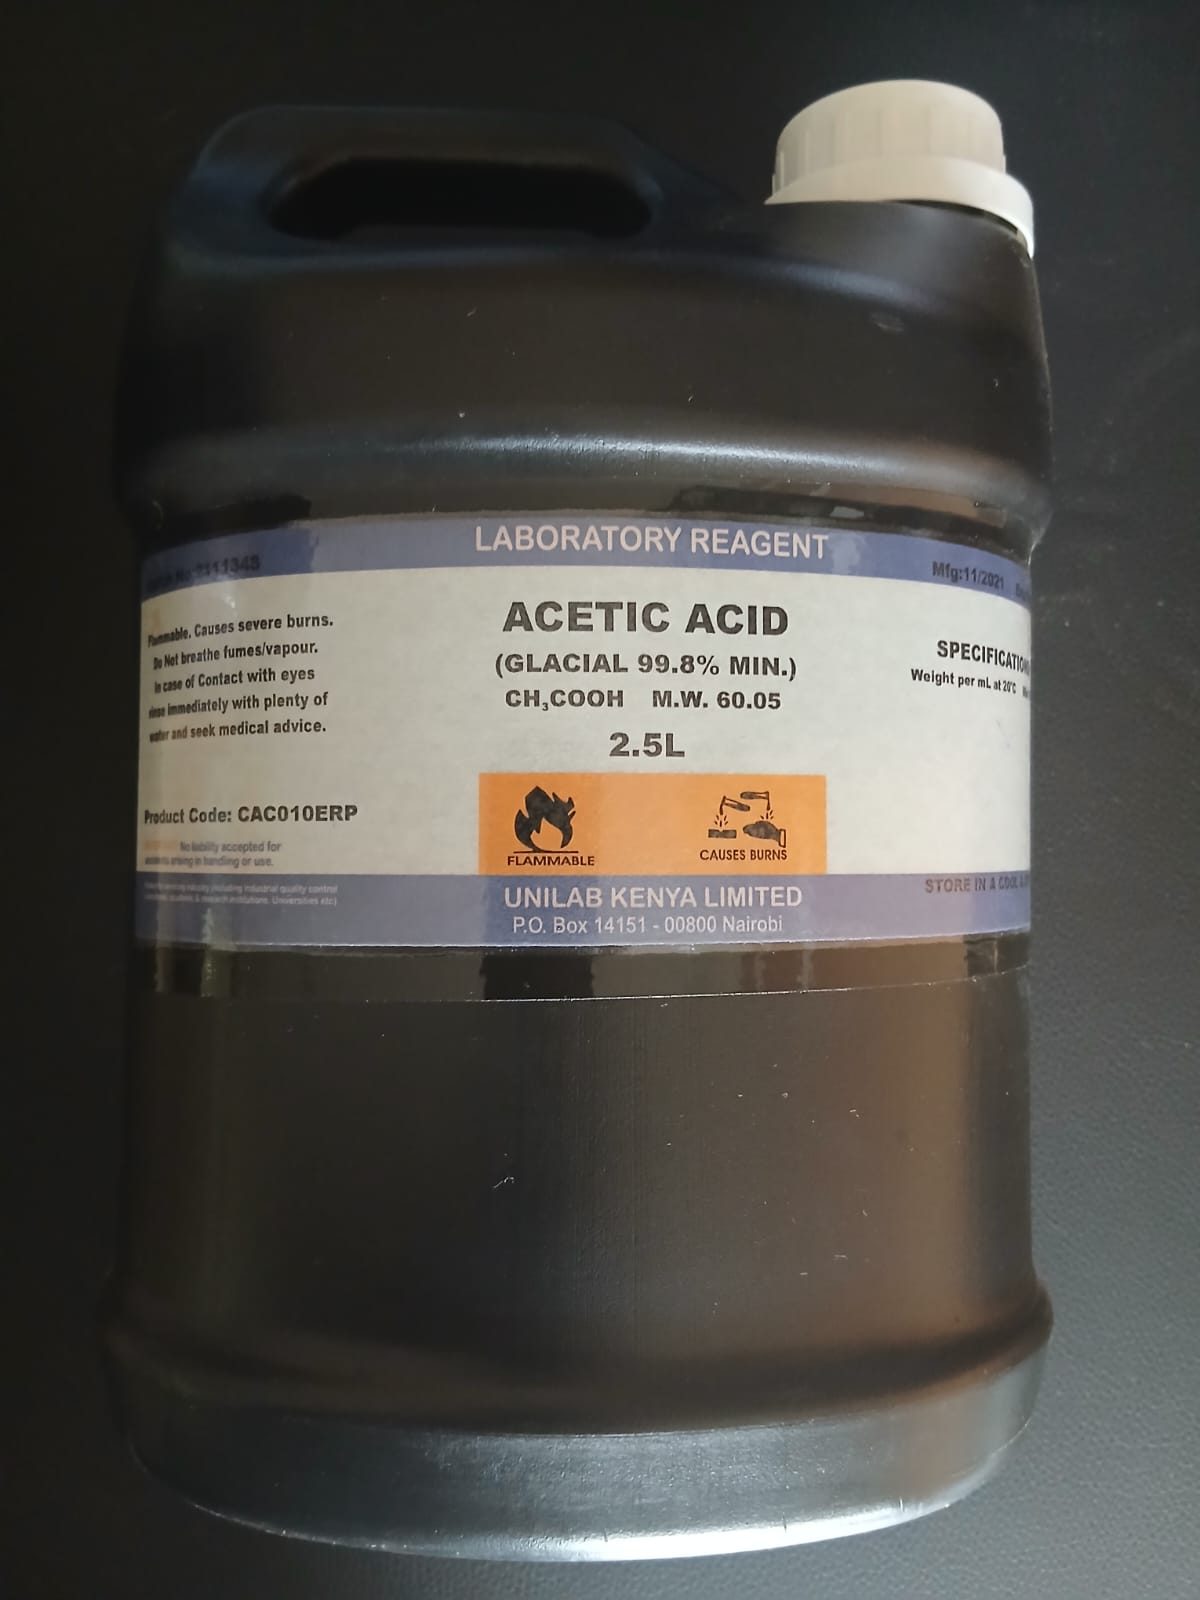 LABORATORY REAGENT
Mfg:11/2021
Flammable. Causes severe burns.
Do Not breathe fumes/vapour.
In case of Contact with eyes
rinse immediately with plenty of
water and seek medical advice.
Product Code: CAC010ERP
No liability accepted for
arising in handling or use.
ACETIC ACID
(GLACIAL 99.8% MIN.)
CH₃COOH M.W. 60.05
2.5L
FLAMMABLE
CAUSES BURNS
SPECIFICATION
Weight per mL at 20°C
UNILAB KENYA LIMITED
P.O. Box 14151 - 00800 Nairobi
STORE IN A COOL